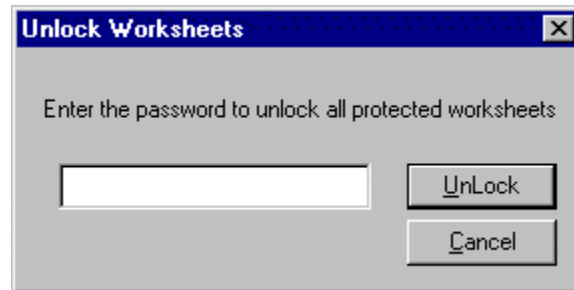 Unlock Worksheets
Enter the password to unlock all protected worksheets
UnLock
Cancel